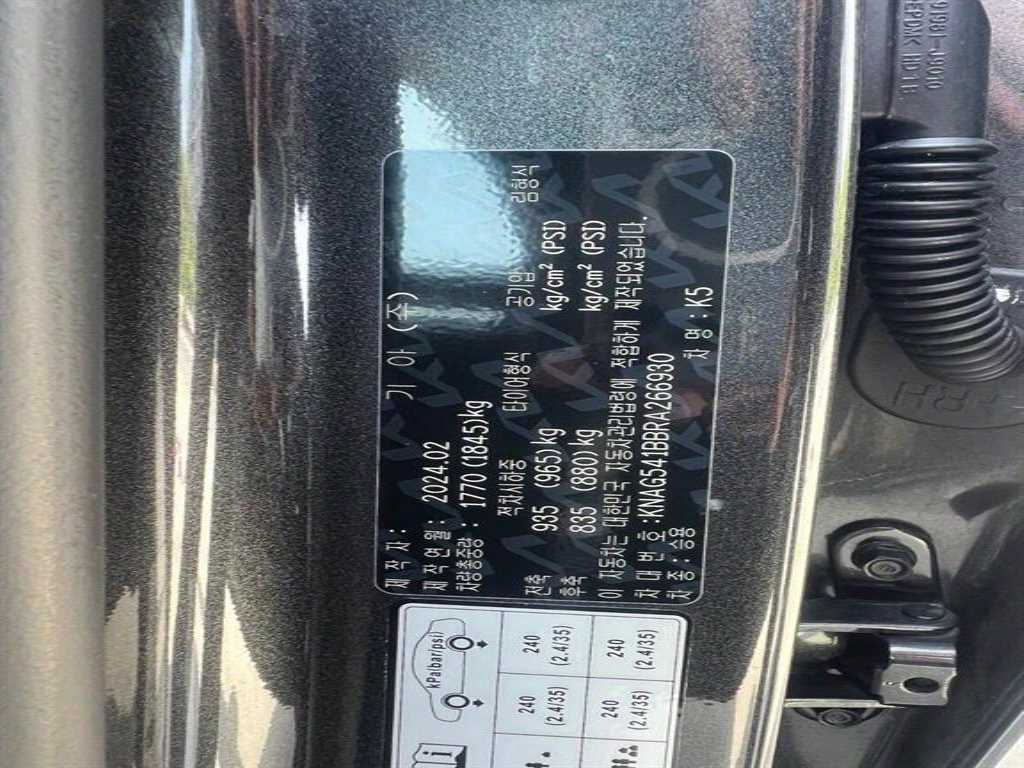 제 작 자 : 기 아 (주)
제 작 연 월 : 2024.02
차량총중량 : 1770 (1845)kg
적차시하중 타이어형식 공기압 림형식
전축 935 (965)kg kg/cm² (PSI)
후축 835 (880)kg kg/cm² (PSI)
이 자동차는 대한민국 자동차관리법령에 적합하게 제작되었습니다.
차 대 번 호 :KNAG541BBRA266930
차 종 : 승용 차 명 : K5
kPa(bar/psi)
240 240
(2.4/35) (2.4/35)
240 240
(2.4/35) (2.4/35)
91981-J9010
RH